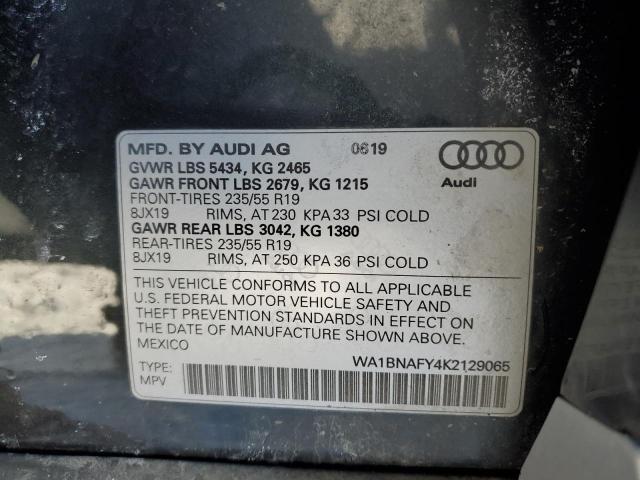 MFD. BY AUDI AG 0619
GVWR LBS 5434, KG 2465
GAWR FRONT LBS 2679, KG 1215
FRONT-TIRES 235/55 R19
8JX19 RIMS, AT 230 KPA 33 PSI COLD
GAWR REAR LBS 3042, KG 1380
REAR-TIRES 235/55 R19
8JX19 RIMS, AT 250 KPA 36 PSI COLD
Audi
THIS VEHICLE CONFORMS TO ALL APPLICABLE
U.S. FEDERAL MOTOR VEHICLE SAFETY AND
THEFT PREVENTION STANDARDS IN EFFECT ON
THE DATE OF MANUFACTURE SHOWN ABOVE.
MEXICO
WA1BNAFY4K2129065
TYPE:
MPV